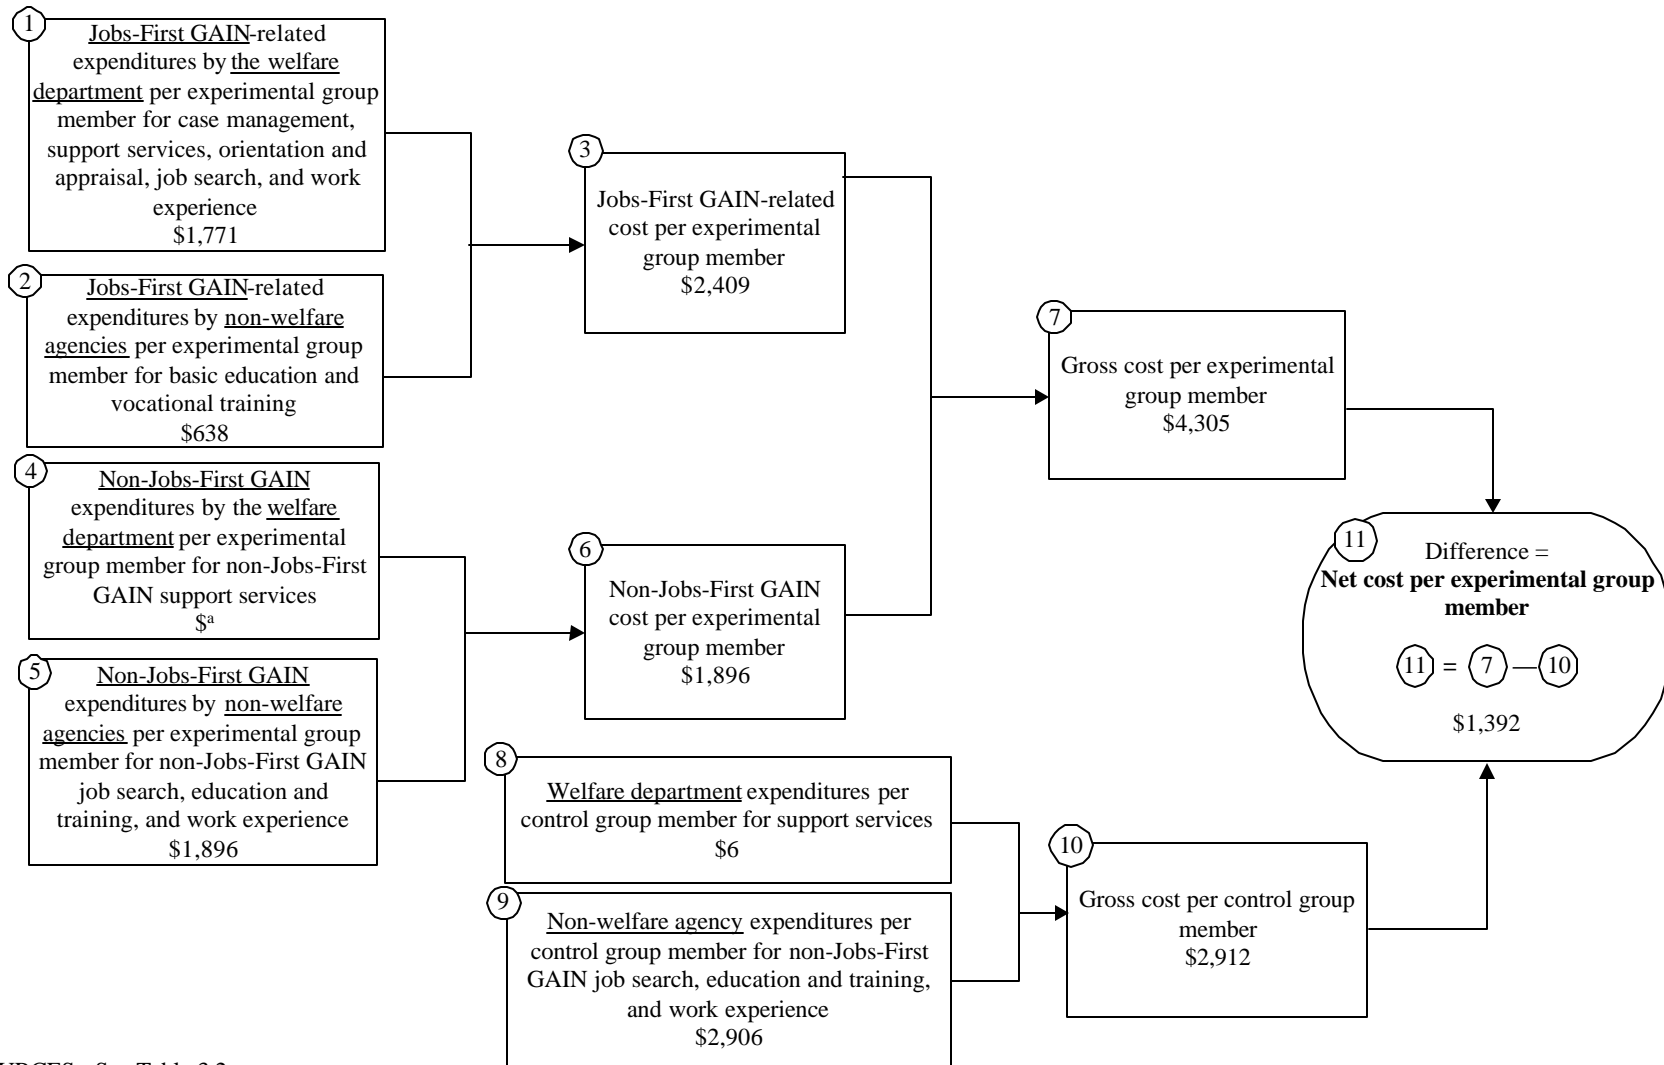 1
Jobs-First GAIN-related
expenditures by the welfare
department per experimental group
member for case management,
support services, orientation and
appraisal, job search, and work
experience
$1,771
2
Jobs-First GAIN-related
expenditures by non-welfare
agencies per experimental group
member for basic education and
vocational training
$638
3
Jobs-First GAIN-related
cost per experimental
group member
$2,409
4
Non-Jobs-First GAIN
expenditures by the welfare
department per experimental
group member for non-Jobs-First
GAIN support services
$a
5
Non-Jobs-First GAIN
expenditures by non-welfare
agencies per experimental group
member for non-Jobs-First GAIN
job search, education and
training, and work experience
$1,896
6
Non-Jobs-First GAIN
cost per experimental
group member
$1,896
7
Gross cost per experimental
group member
$4,305
8
Welfare department expenditures per
control group member for support services
$6
9
Non-welfare agency expenditures per
control group member for non-Jobs-First
GAIN job search, education and training,
and work experience
$2,906
10
Gross cost per control group
member
$2,912
11
Difference =
Net cost per experimental group
member
11 = 7 — 10
$1,392